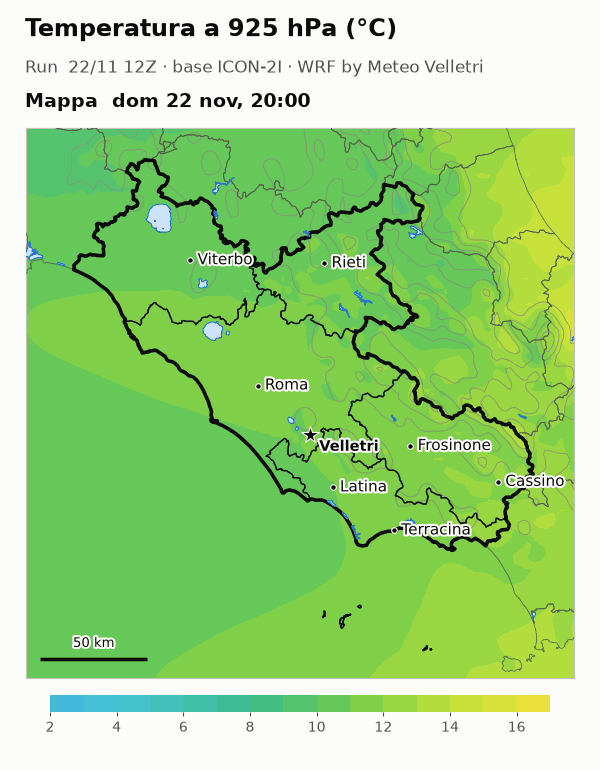 Temperatura a 925 hPa (°C)
Run  22/11 12Z · base ICON-2I · WRF by Meteo Velletri
Mappa  dom 22 nov, 20:00
Viterbo
Rieti
Roma
Velletri
Frosinone
Latina
Cassino
Terracina
50 km
2 4 6 8 10 12 14 16